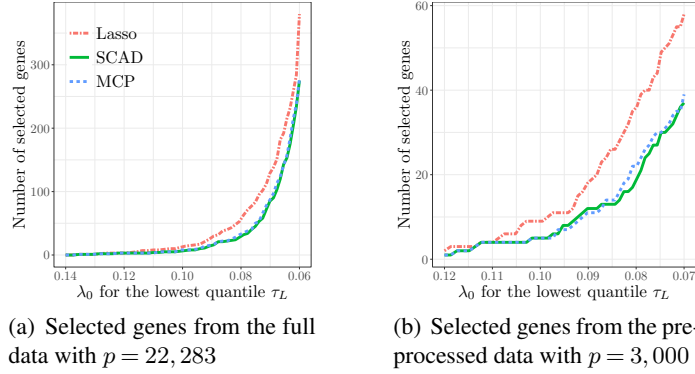 Number of selected genes
Lasso
SCAD
MCP
300
200
100
0
0.14
0.12
0.10
0.08
0.06
λ₀ for the lowest quantile τ_L
(a) Selected genes from the full
data with p = 22, 283
Number of selected genes
60
40
20
0
0.12
0.11
0.10
0.09
0.08
0.07
λ₀ for the lowest quantile τ_L
(b) Selected genes from the pre-
processed data with p = 3, 000